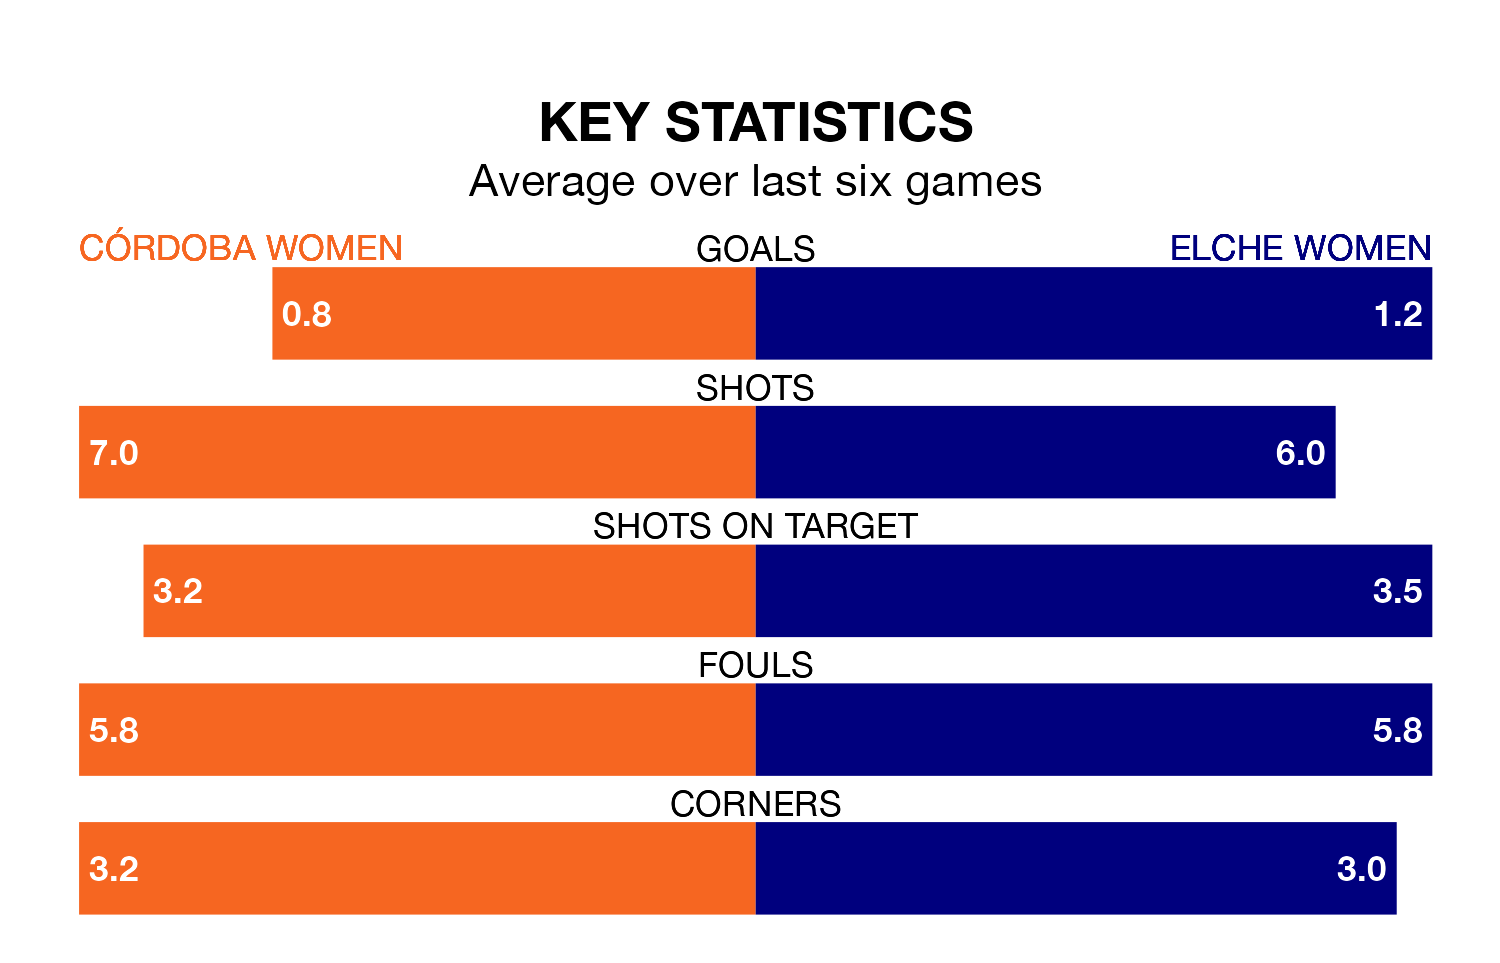 KEY STATISTICS
Average over last six games
CÓRDOBA WOMEN GOALS ELCHE WOMEN
0.8 1.2
SHOTS
7.0 6.0
SHOTS ON TARGET
3.2 3.5
FOULS
5.8 5.8
CORNERS
3.2 3.0